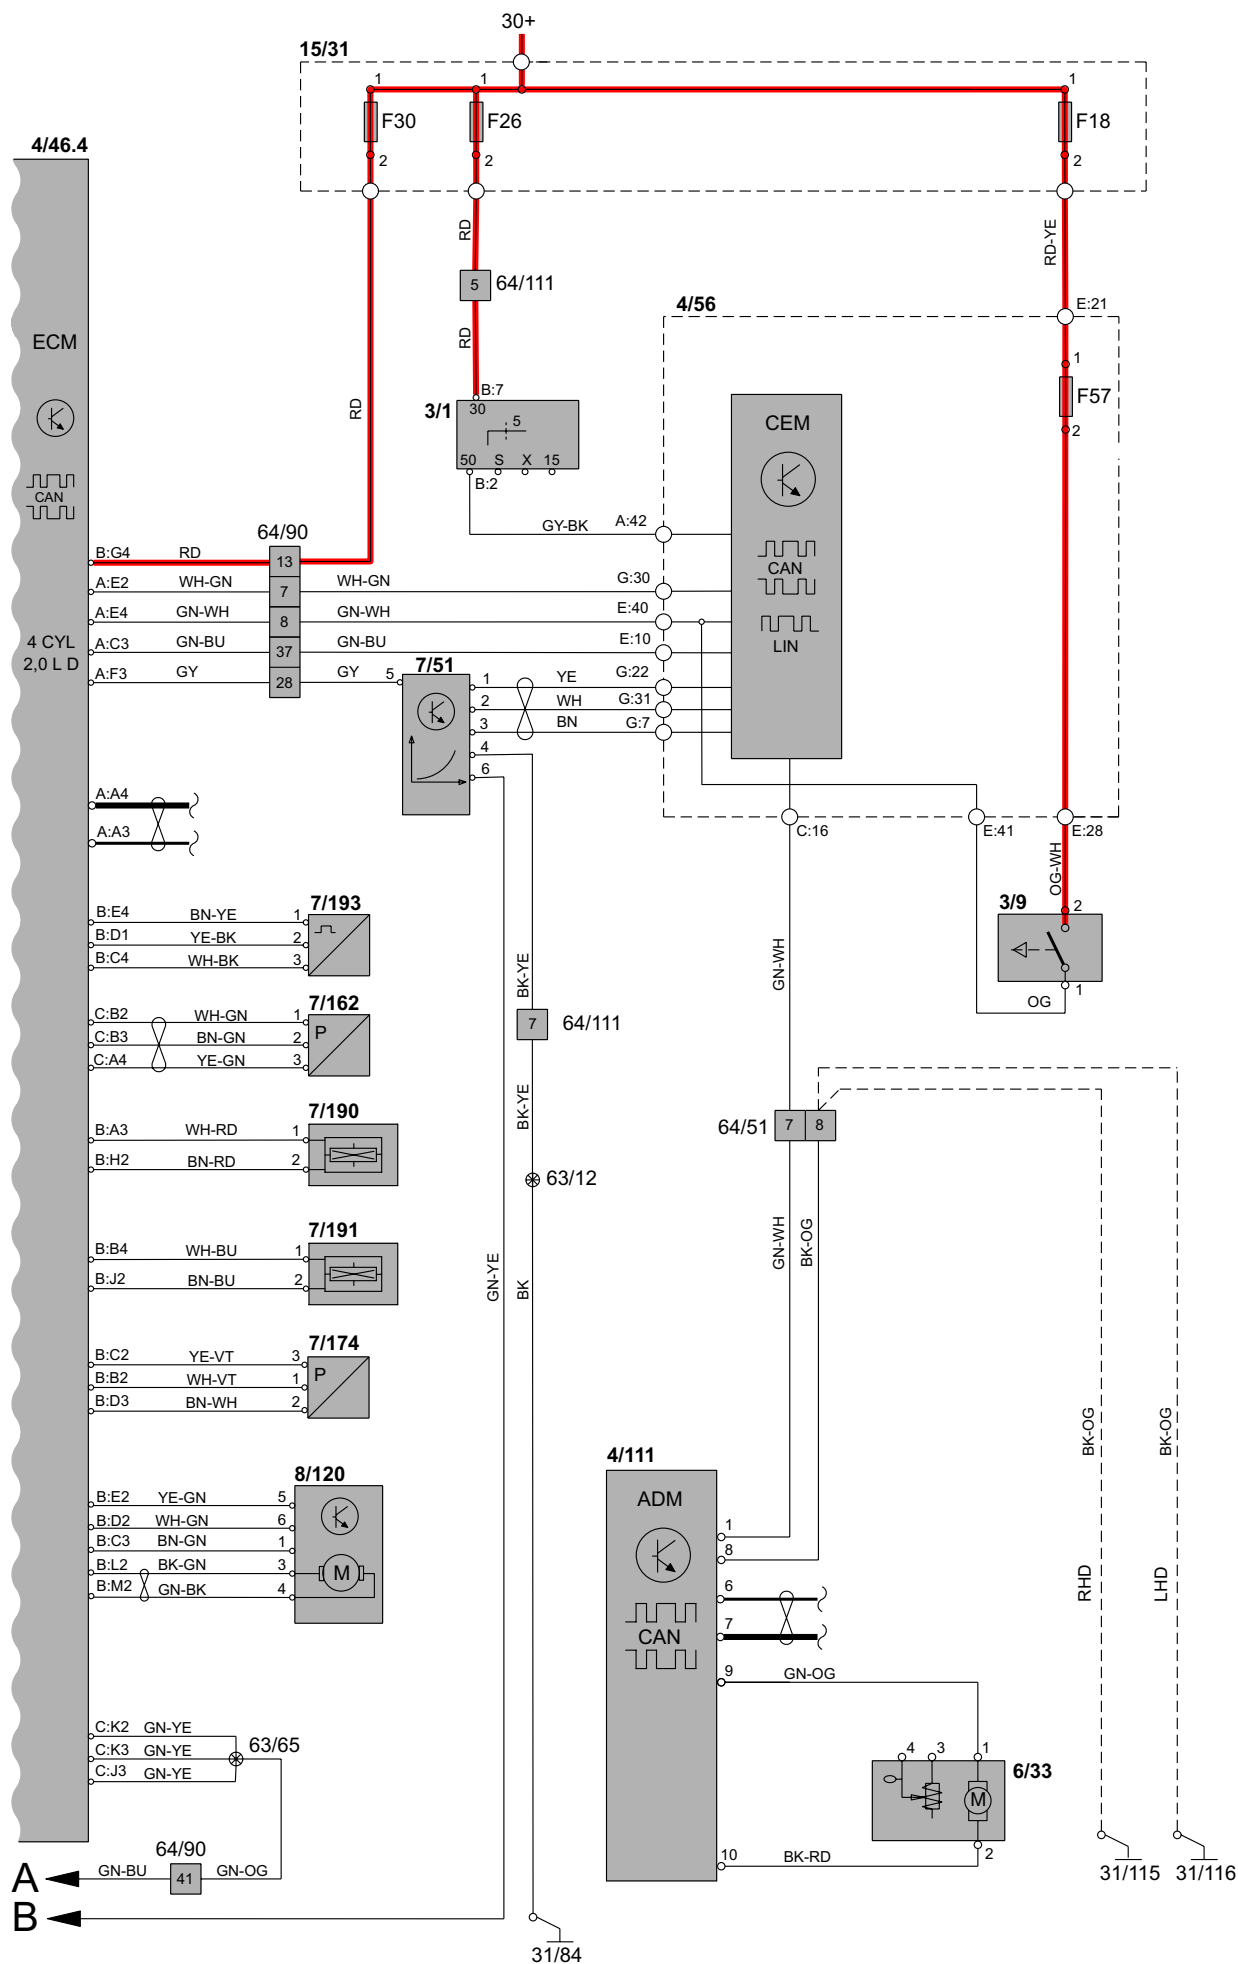 30+
15/31
1
1
1
F30
F26
F18
2
2
2
4/46.4
RD
RD-YE
5
64/111
4/56
E:21
ECM
RD
1
F57
2
B:7
3/1
30
5
50
S
X
15
B:2
RD
CEM
CAN
GY-BK
A:42
64/90
CAN
LIN
B:G4
RD
13
A:E2
WH-GN
7
WH-GN
G:30
A:E4
GN-WH
8
GN-WH
E:40
4 CYL
2,0 L D
A:C3
GN-BU
37
GN-BU
E:10
A:F3
GY
28
GY
5
7/51
1
YE
G:22
2
WH
G:31
3
BN
G:7
4
6
A:A4
A:A3
C:16
E:41
E:28
OG-WH
3/9
2
1
OG
7/193
B:E4
BN-YE
1
B:D1
YE-BK
2
B:C4
WH-BK
3
GN-WH
BK-YE
7/162
C:B2
WH-GN
1
P
C:B3
BN-GN
2
C:A4
YE-GN
3
7
64/111
BK-YE
7/190
B:A3
WH-RD
1
B:H2
BN-RD
2
64/51
7
8
63/12
7/191
B:B4
WH-BU
1
B:J2
BN-BU
2
GN-YE
BK
GN-WH
BK-OG
7/174
B:C2
YE-VT
3
P
B:B2
WH-VT
1
B:D3
BN-WH
2
BK-OG
BK-OG
4/111
8/120
B:E2
YE-GN
5
B:D2
WH-GN
6
B:C3
BN-GN
1
B:L2
BK-GN
3
M
B:M2
GN-BK
4
ADM
1
8
6
CAN
7
RHD
LHD
9
GN-OG
C:K2
GN-YE
C:K3
GN-YE
63/65
C:J3
GN-YE
4
3
1
6/33
M
64/90
A
GN-BU
41
GN-OG
10
BK-RD
2
31/115
31/116
B
31/84